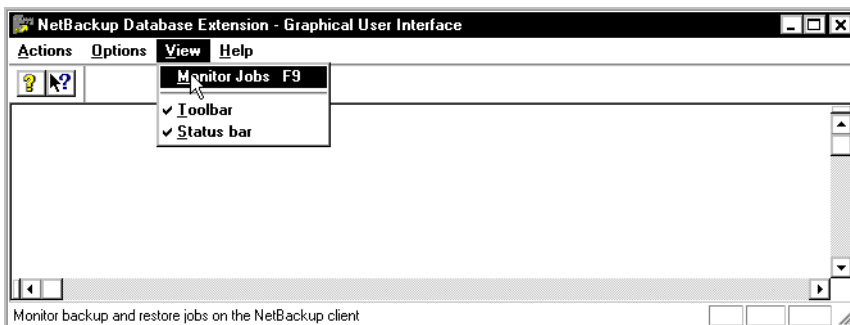 NetBackup Database Extension - Graphical User Interface
Actions Options View Help
Monitor Jobs F9
Toolbar
Status bar
Monitor backup and restore jobs on the NetBackup client